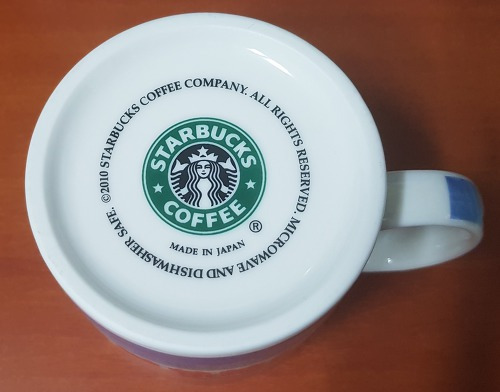 ©2010 STARBUCKS COFFEE COMPANY. ALL RIGHTS RESERVED. MICROWAVE AND DISHWASHER SAFE.
STARBUCKS
COFFEE
®
MADE IN JAPAN